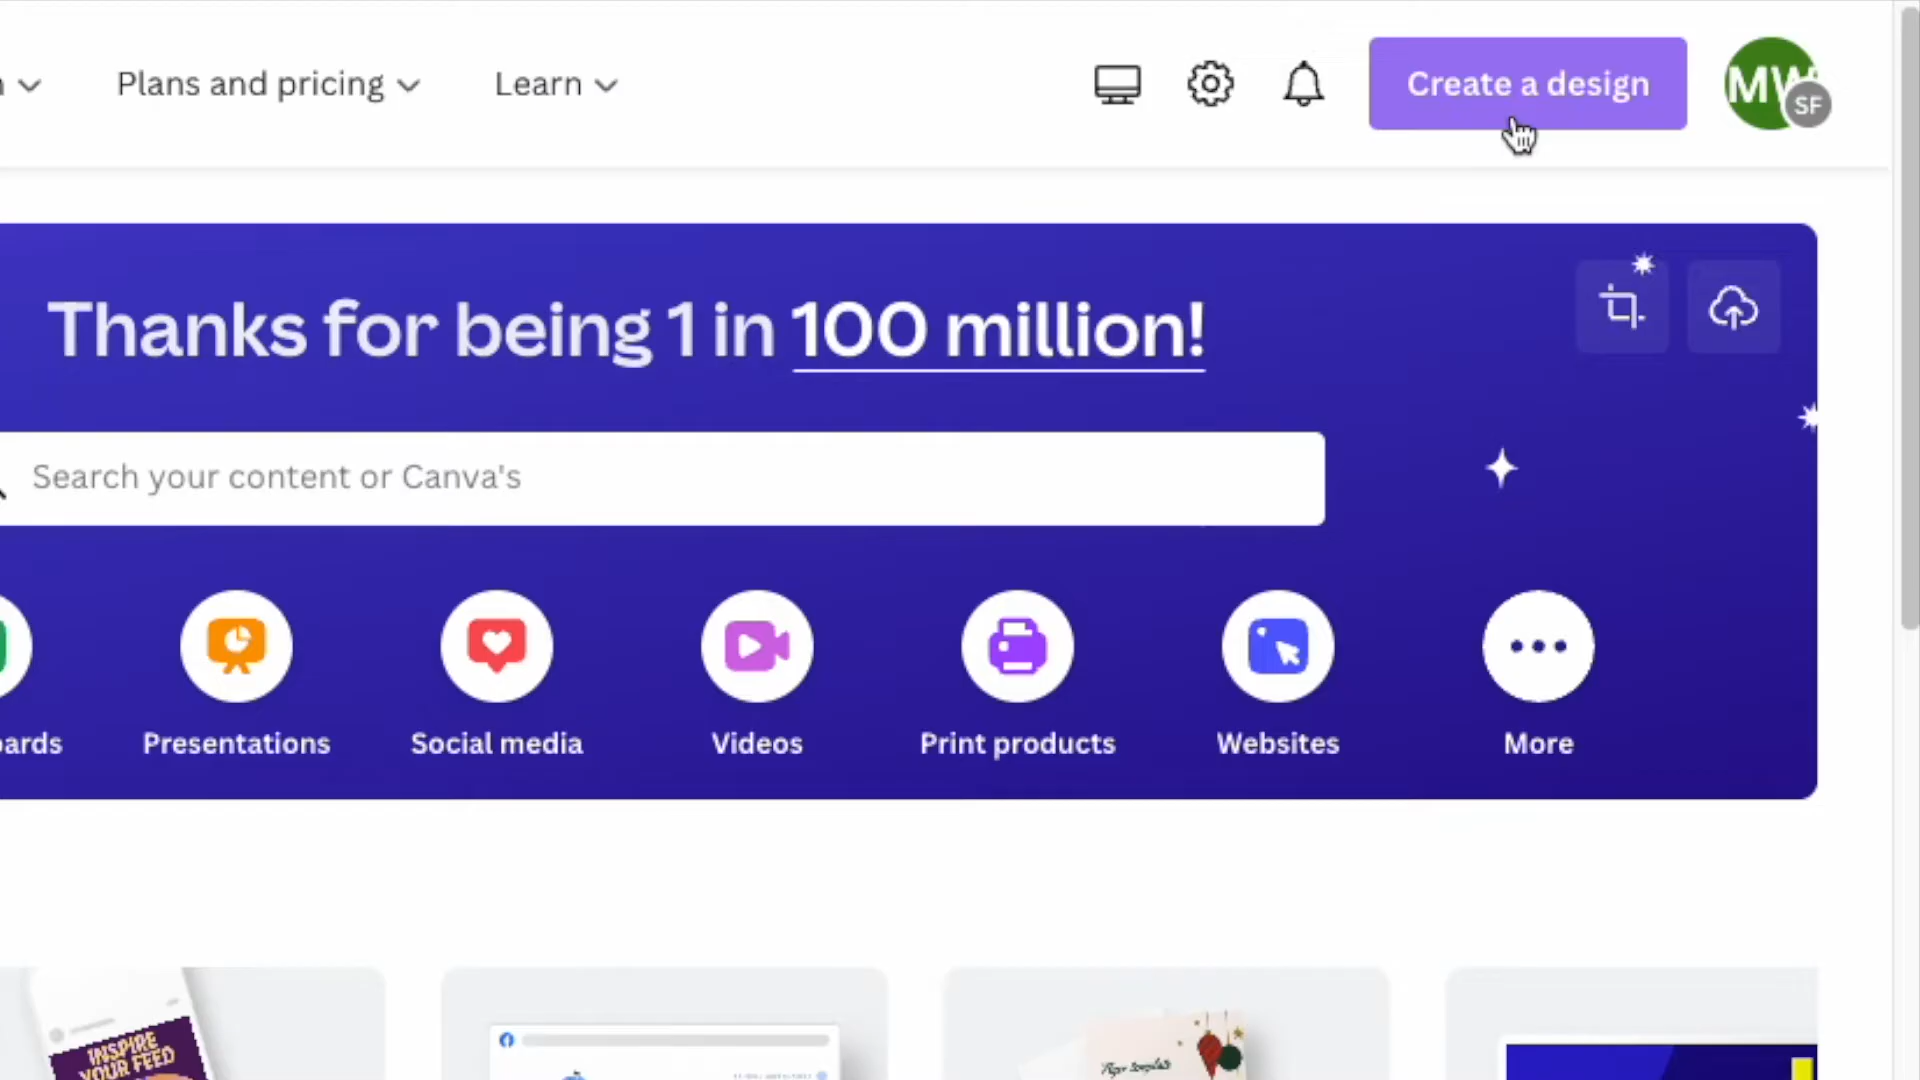 Plans and pricing
Learn
Create a design
MW
SF
Thanks for being 1 in 100 million!
Search your content or Canva's
Presentations
Social media
Videos
Print products
Websites
More
INSPIRE
YOUR FEED